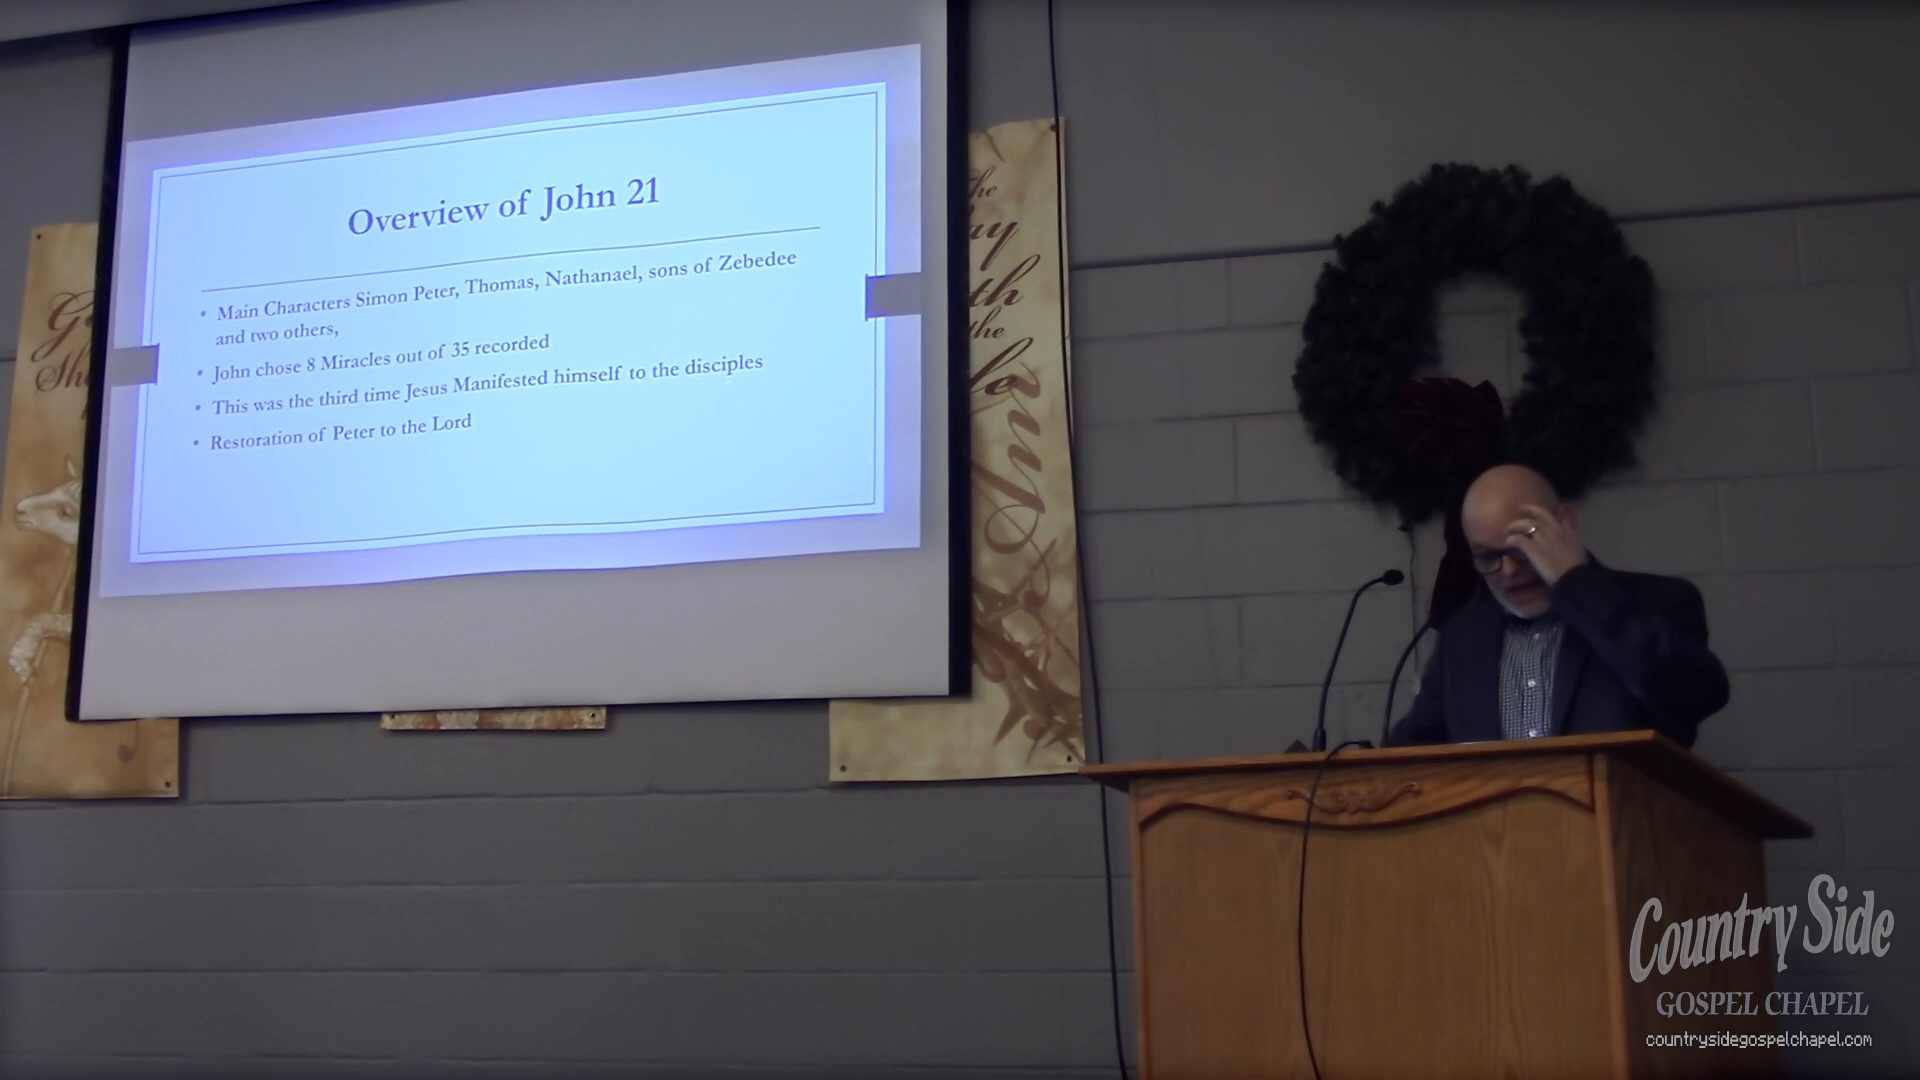 Overview of John 21
• Main Characters Simon Peter, Thomas, Nathanael, sons of Zebedee
and two others,
• John chose 8 Miracles out of 35 recorded
• This was the third time Jesus Manifested himself to the disciples
• Restoration of Peter to the Lord
the
the
Country Side
GOSPEL CHAPEL
countrysidegospelchapel.com